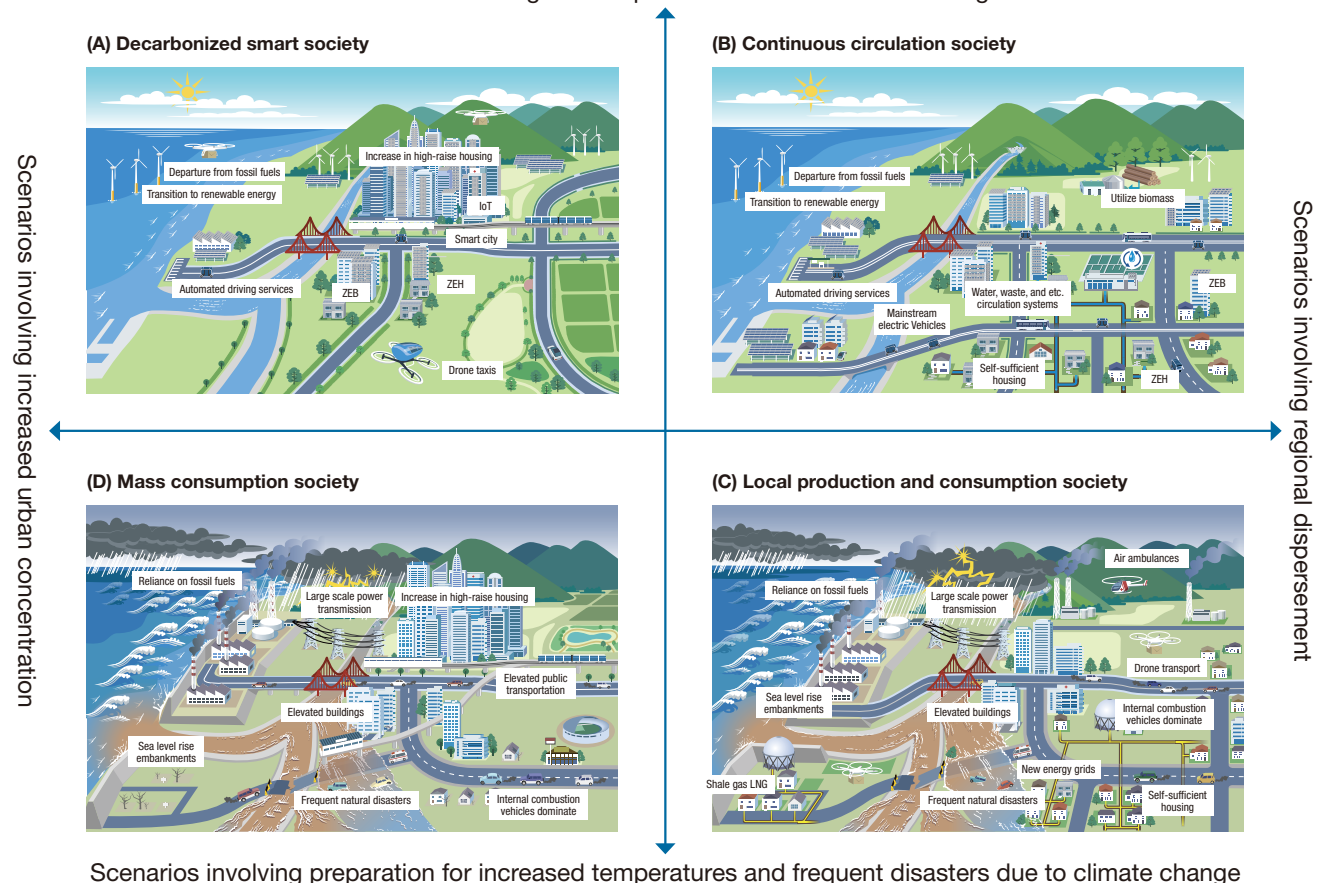 (A) Decarbonized smart society
(B) Continuous circulation society
Scenarios involving increased urban concentration
Departure from fossil fuels
Transition to renewable energy
Increase in high-raise housing
IoT
Smart city
Automated driving services
ZEB
ZEH
Drone taxis
Departure from fossil fuels
Transition to renewable energy
Utilize biomass
Automated driving services
Water, waste, and etc.
circulation systems
ZEB
Mainstream
electric Vehicles
Self-sufficient
housing
ZEH
Scenarios involving regional dispersement
(D) Mass consumption society
(C) Local production and consumption society
Reliance on fossil fuels
Large scale power
transmission
Increase in high-raise housing
Elevated public
transportation
Elevated buildings
Sea level rise
embankments
Frequent natural disasters
Internal combustion
vehicles dominate
Air ambulances
Reliance on fossil fuels
Large scale power
transmission
Drone transport
Sea level rise
embankments
Elevated buildings
Internal combustion
vehicles dominate
Shale gas LNG
New energy grids
Frequent natural disasters
Self-sufficient
housing
Scenarios involving preparation for increased temperatures and frequent disasters due to climate change